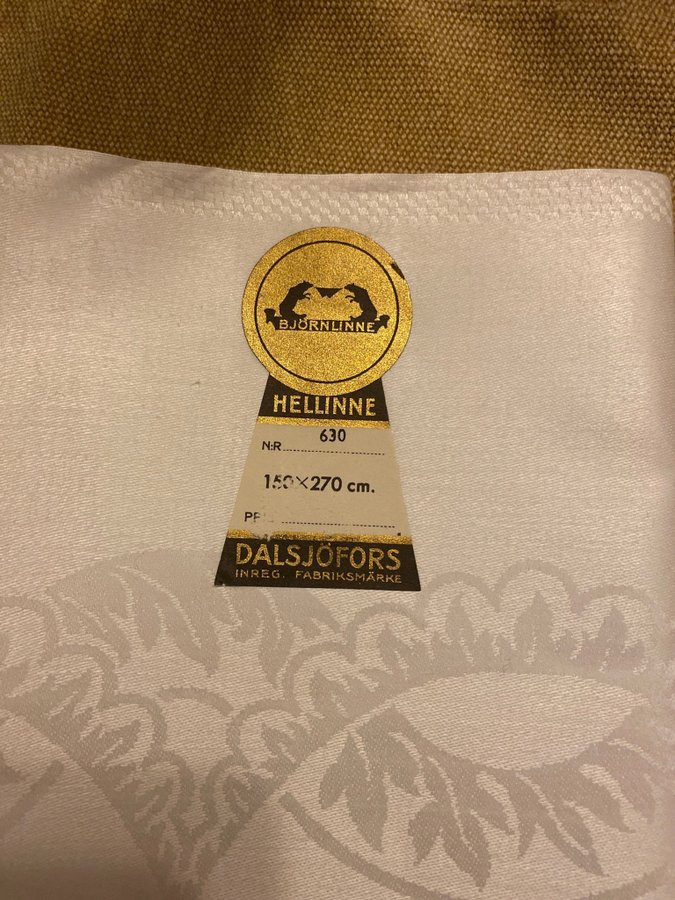 BJÖRNLINNE
HELLINNE
N:R 630
150×270 cm.
DALSJÖFORS
INREG. FABRIKSMÄRKE